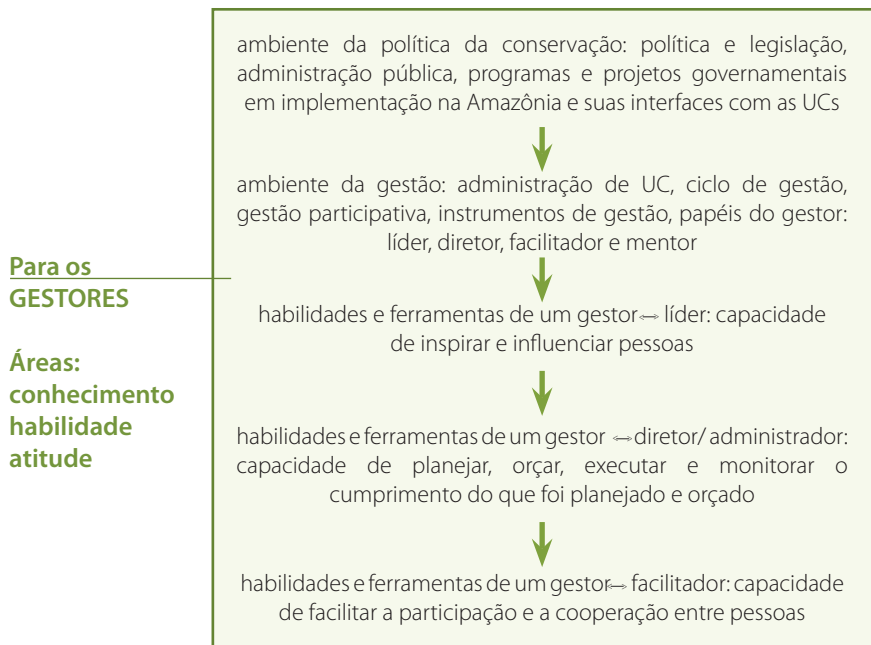 Para os
GESTORES
Áreas:
conhecimento
habilidade
atitude
ambiente da política da conservação: política e legislação,
administração pública, programas e projetos governamentais
em implementação na Amazônia e suas interfaces com as UCs
ambiente da gestão: administração de UC, ciclo de gestão,
gestão participativa, instrumentos de gestão, papéis do gestor:
líder, diretor, facilitador e mentor
habilidades e ferramentas de um gestor ⇔ líder: capacidade
de inspirar e influenciar pessoas
habilidades e ferramentas de um gestor ⇔ diretor/ administrador:
capacidade de planejar, orçar, executar e monitorar o
cumprimento do que foi planejado e orçado
habilidades e ferramentas de um gestor ⇔ facilitador: capacidade
de facilitar a participação e a cooperação entre pessoas